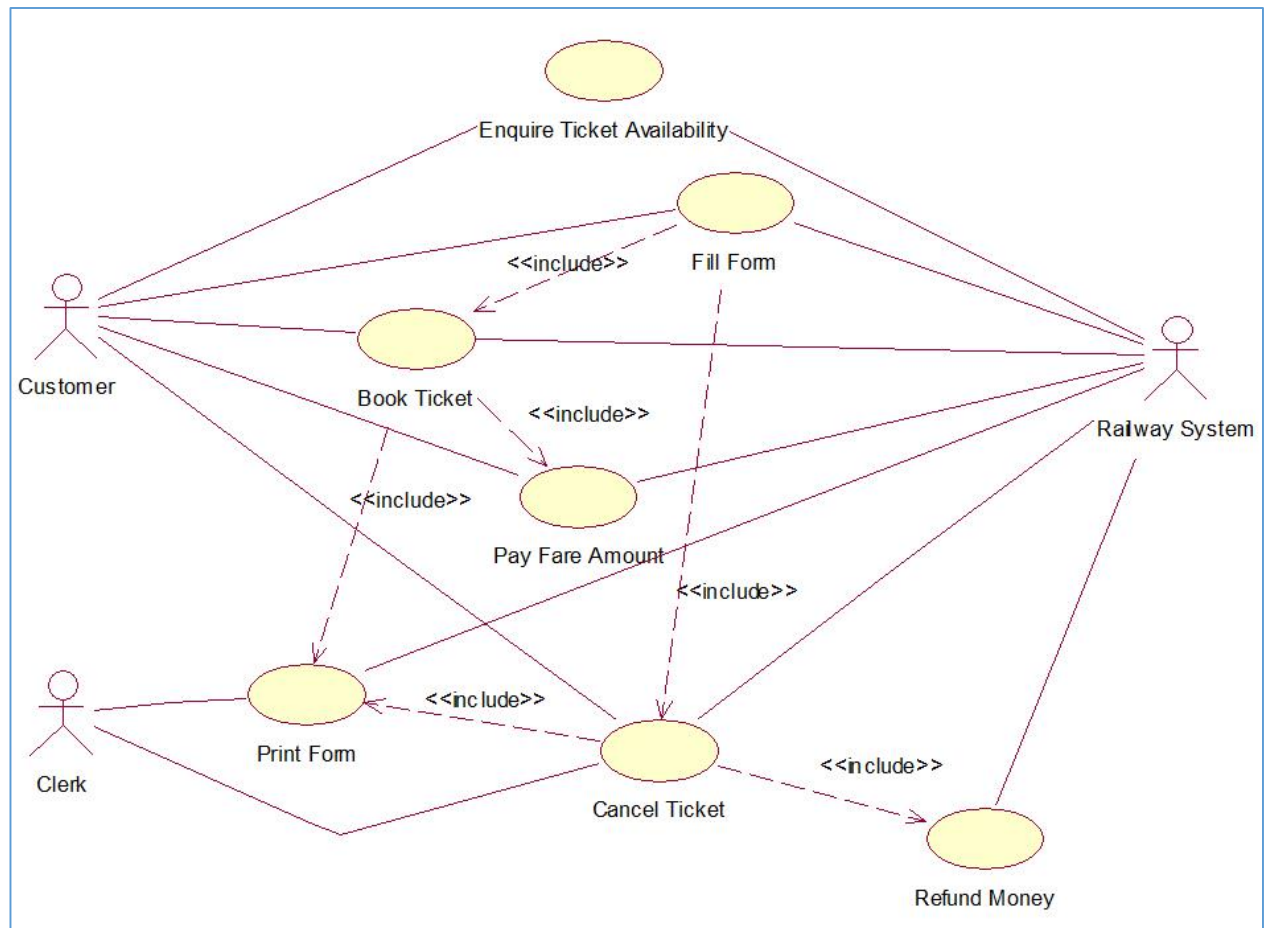 Enquire Ticket Availability
<<include>>
Fill Form
Customer
Book Ticket
<<include>>
Railway System
<<include>>
Pay Fare Amount
<<include>>
<<include>>
Print Form
Clerk
<<include>>
Cancel Ticket
Refund Money